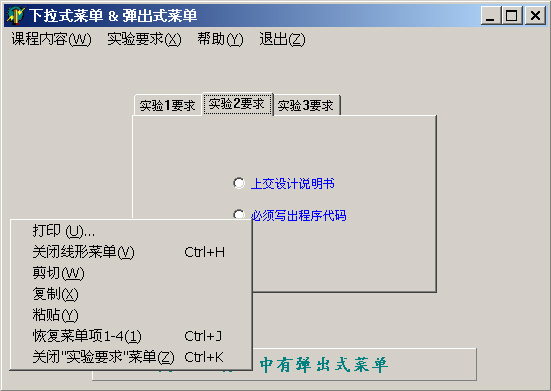 下拉式菜单 & 弹出式菜单
课程内容(W) 实验要求(X) 帮助(Y) 退出(Z)
实验1要求 实验2要求 实验3要求
上交设计说明书
必须写出程序代码
打印 (U)...
关闭线形菜单(V) Ctrl+H
剪切(W)
复制(X)
粘贴(Y)
恢复菜单项1-4(1) Ctrl+J
关闭"实验要求"菜单(Z) Ctrl+K
中有弹出式菜单